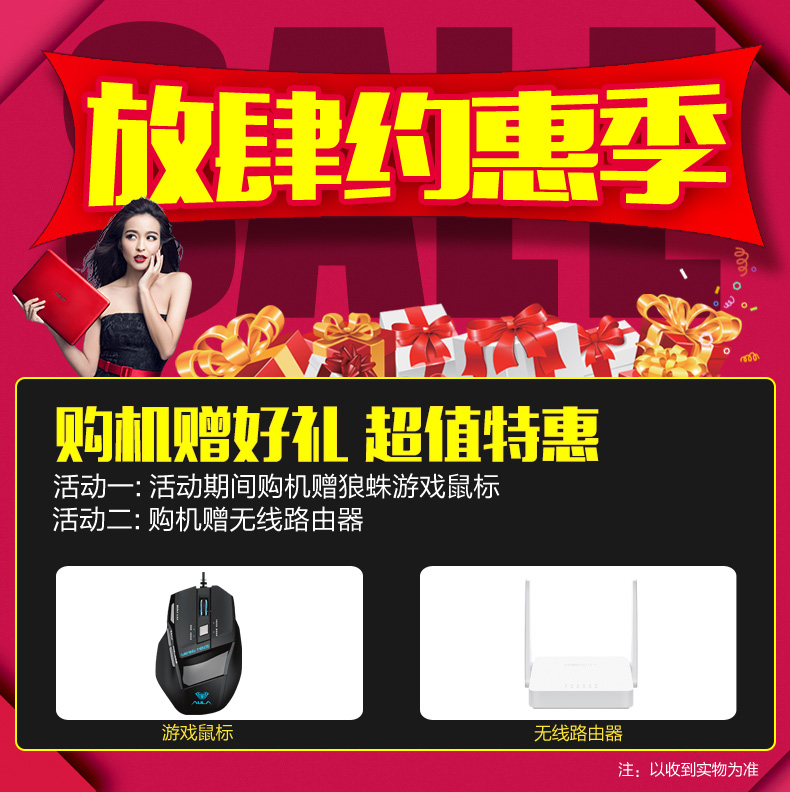 SALE
放肆约惠季
购机赠好礼 超值特惠
活动一: 活动期间购机赠狼蛛游戏鼠标
活动二: 购机赠无线路由器
AULA
游戏鼠标
无线路由器
注：以收到实物为准